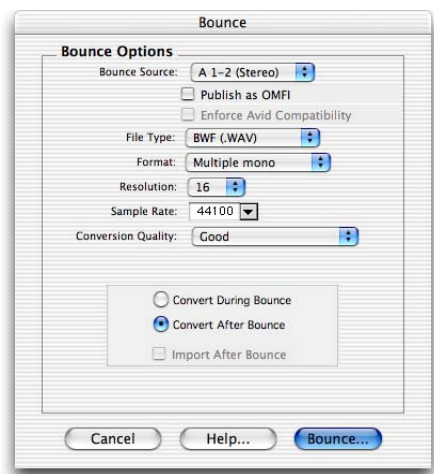 Bounce
Bounce Options
Bounce Source: A 1-2 (Stereo)
Publish as OMFI
Enforce Avid Compatibility
File Type: BWF (.WAV)
Format: Multiple mono
Resolution: 16
Sample Rate: 44100
Conversion Quality: Good
Convert During Bounce
Convert After Bounce
Import After Bounce
Cancel Help... Bounce...